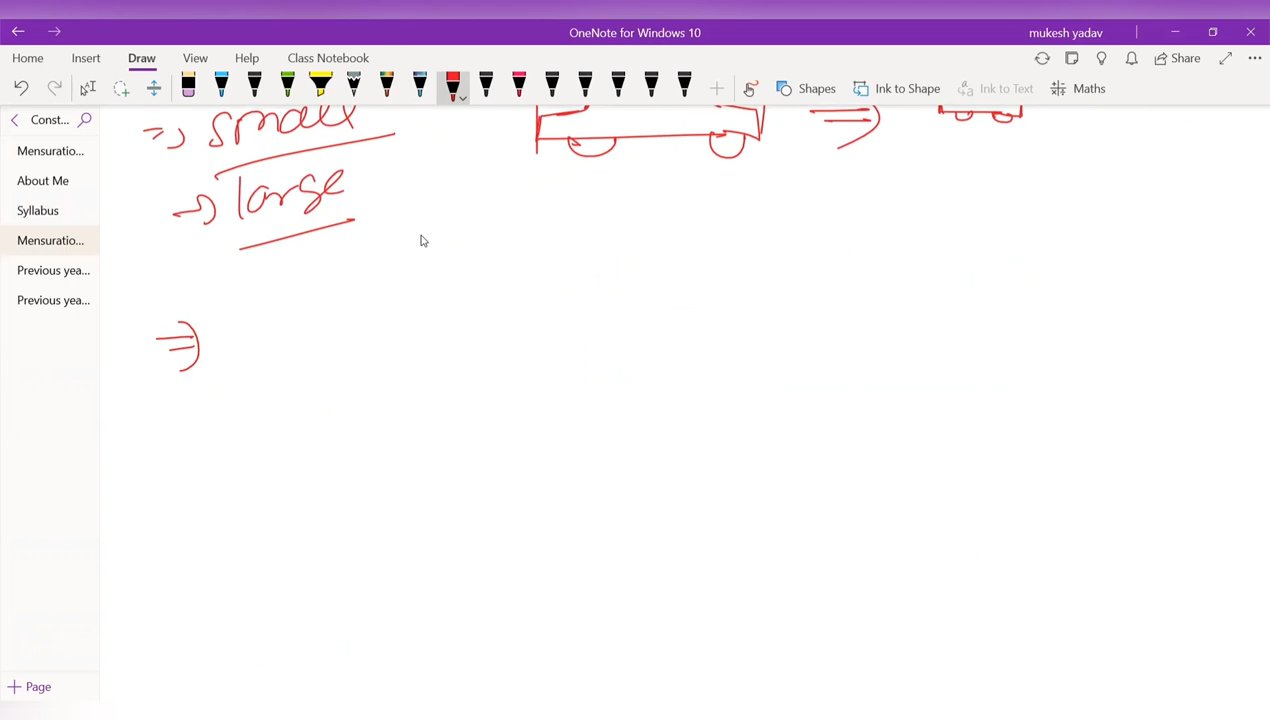 OneNote for Windows 10
mukesh yadav
Home
Insert
Draw
View
Help
Class Notebook
Share
Shapes
Ink to Shape
Ink to Text
Maths
Const...
Mensuratio...
About Me
Syllabus
Mensuratio...
Previous yea...
Previous yea...
Page
small
large